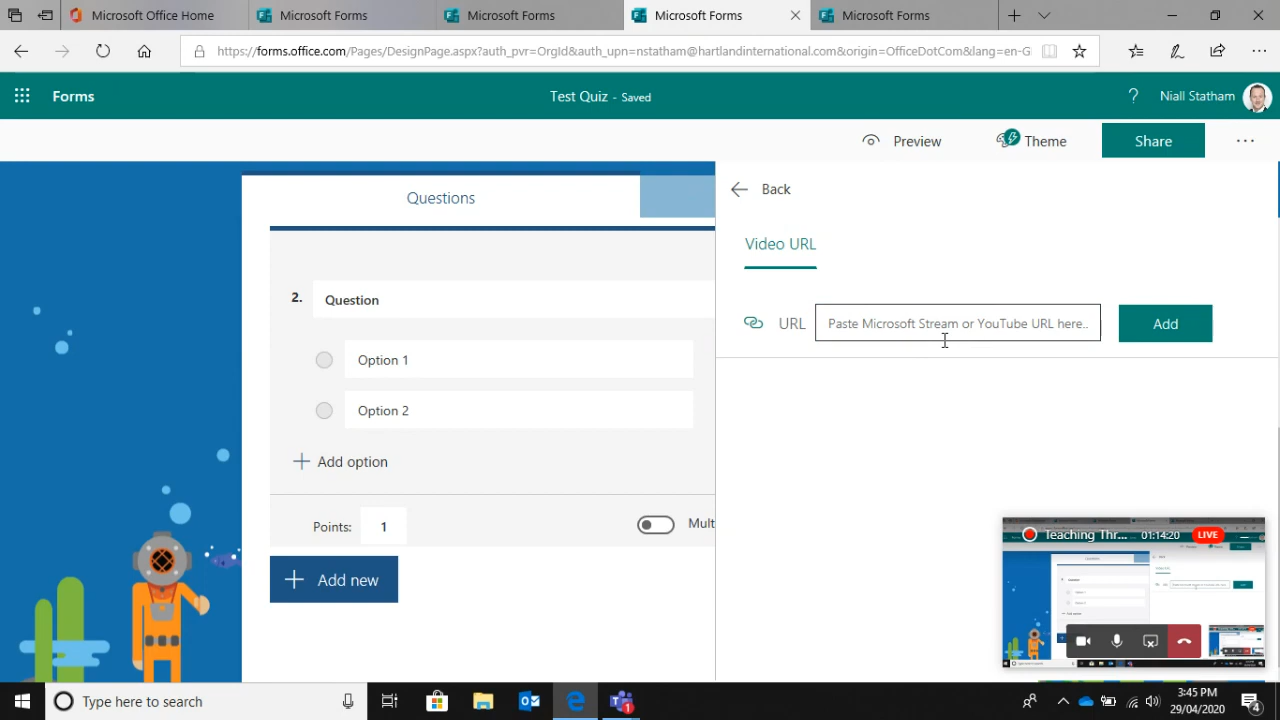 Microsoft Office Home
Microsoft Forms
Microsoft Forms
Microsoft Forms
Microsoft Forms
https://forms.office.com/Pages/DesignPage.aspx?auth_pvr=OrgId&auth_upn=nstatham@hartlandinternational.com&origin=OfficeDotCom&lang=en-G
Forms
Test Quiz - Saved
?
Niall Statham
Preview
Theme
Share
Questions
Back
Video URL
2.
Question
URL
Paste Microsoft Stream or YouTube URL here..
Add
Option 1
Option 2
Add option
Points:
1
Mult
Add new
Teaching Thr...
01:14:20
LIVE
Type here to search
1
3:45 PM
29/04/2020
4